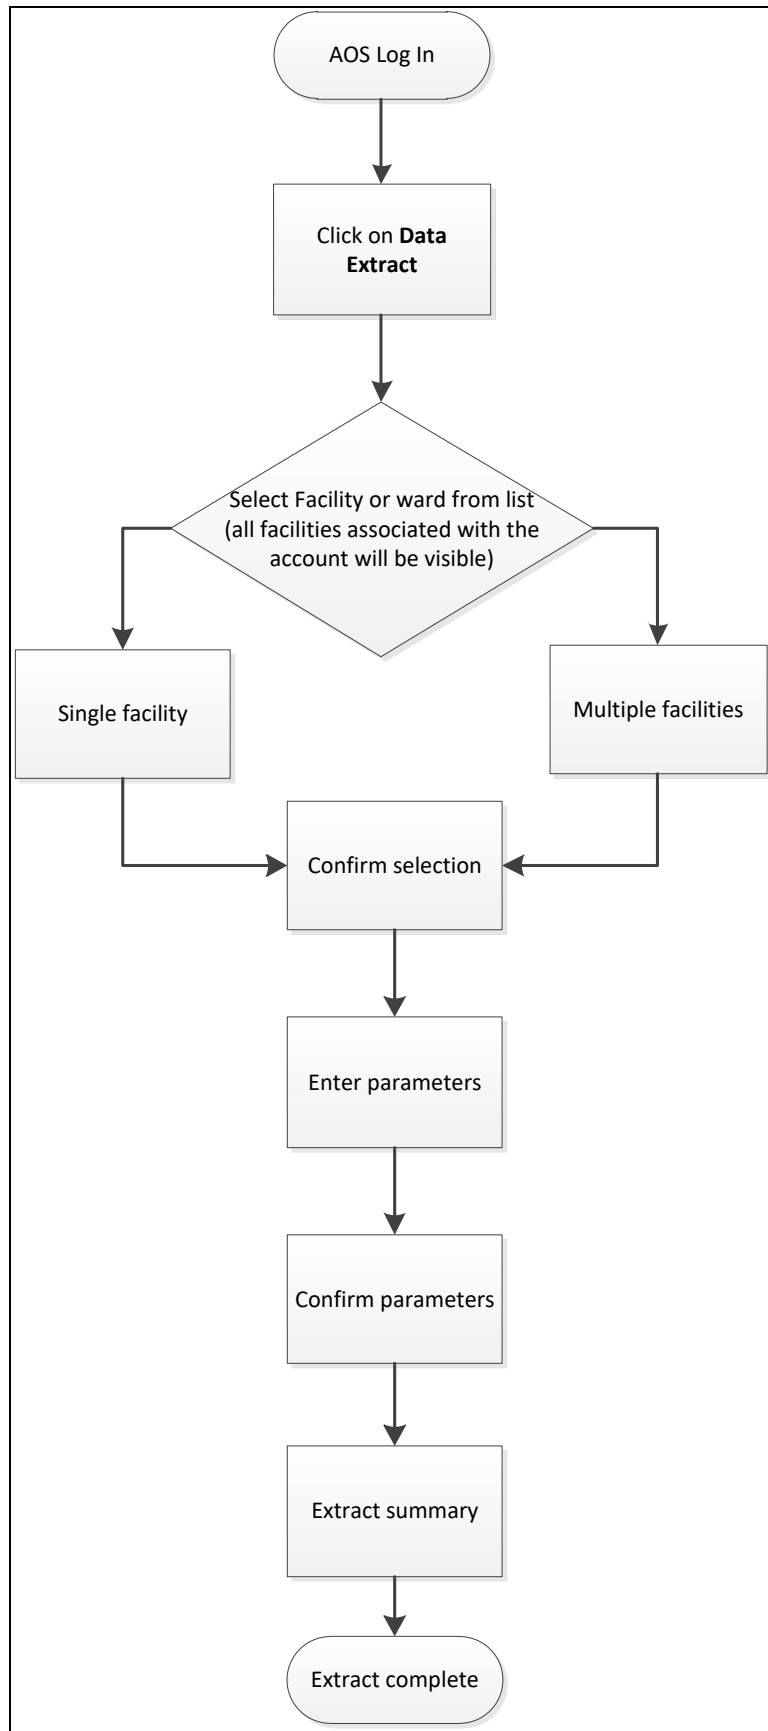 AOS Log In
Click on Data
Extract
Select Facility or ward from list
(all facilities associated with the
account will be visible)
Single facility
Multiple facilities
Confirm selection
Enter parameters
Confirm parameters
Extract summary
Extract complete